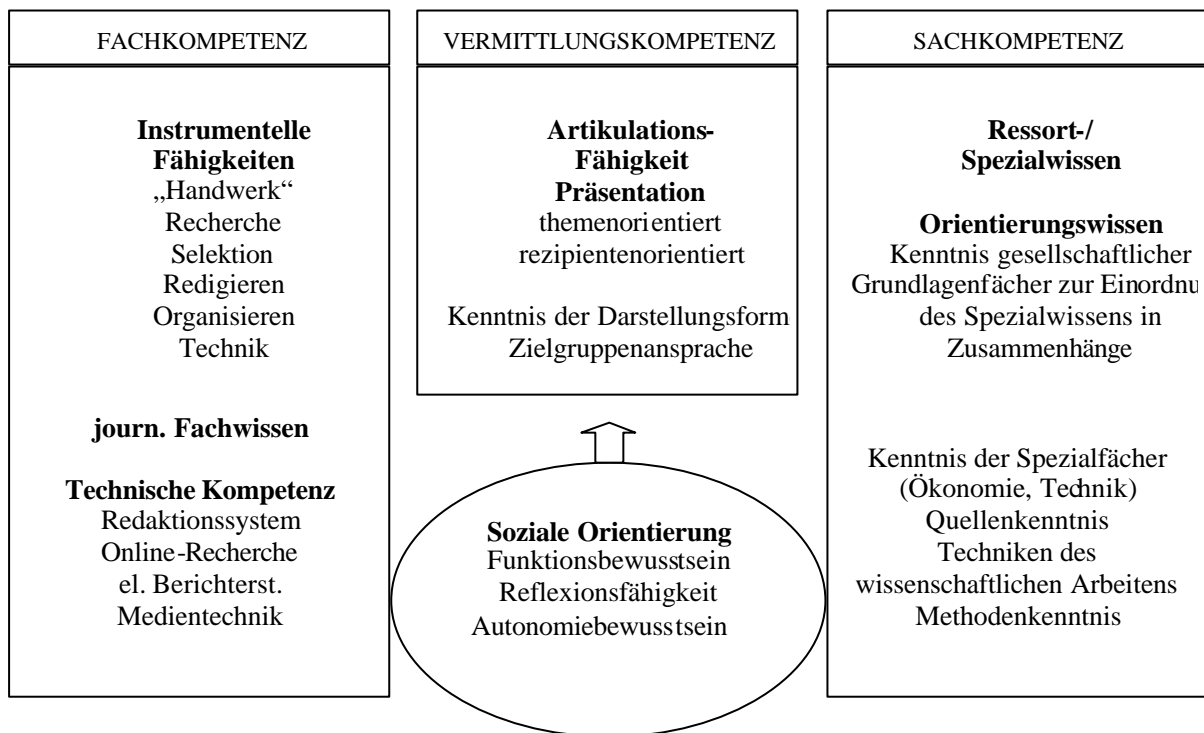 FACHKOMPETENZ
Instrumentelle
Fähigkeiten
„Handwerk“
Recherche
Selektion
Redigieren
Organisieren
Technik
journ. Fachwissen
Technische Kompetenz
Redaktionssystem
Online-Recherche
el. Berichterst.
Medientechnik
VERMITTLUNGSKOMPETENZ
Artikulations-
Fähigkeit
Präsentation
themenorientiert
rezipientenorientiert
Kenntnis der Darstellungsform
Zielgruppenansprache
Soziale Orientierung
Funktionsbewusstsein
Reflexionsfähigkeit
Autonomiebewusstsein
SACHKOMPETENZ
Ressort-/
Spezialwissen
Orientierungswissen
Kenntnis gesellschaftlicher
Grundlagenfächer zur Einordnu
des Spezialwissens in
Zusammenhänge
Kenntnis der Spezialfächer
(Ökonomie, Technik)
Quellenkenntnis
Techniken des
wissenschaftlichen Arbeitens
Methodenkenntnis